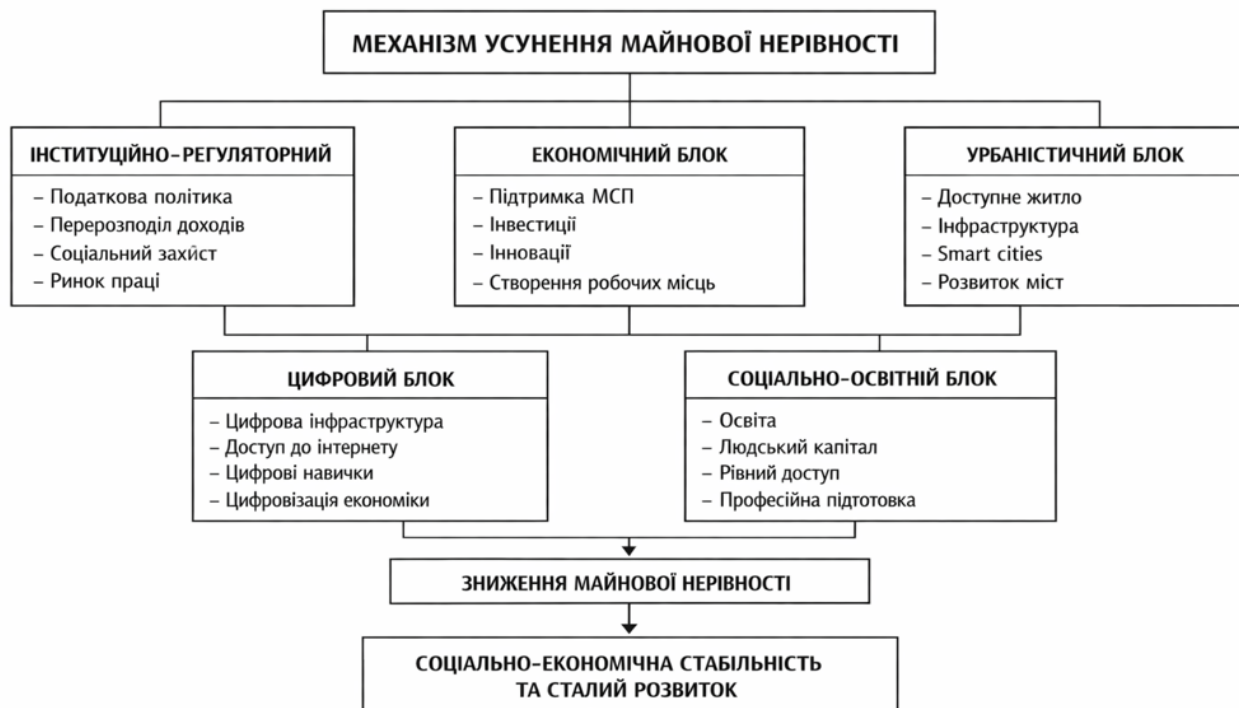 МЕХАНІЗМ УСУНЕННЯ МАЙНОВОЇ НЕРІВНОСТІ
ІНСТИТУЦІЙНО-РЕГУЛЯТОРНИЙ
– Податкова політика
– Перерозподіл доходів
– Соціальний захист
– Ринок праці
ЕКОНОМІЧНИЙ БЛОК
– Підтримка МСП
– Інвестиції
– Інновації
– Створення робочих місць
УРБАНІСТИЧНИЙ БЛОК
– Доступне житло
– Інфраструктура
– Smart cities
– Розвиток міст
ЦИФРОВИЙ БЛОК
– Цифрова інфраструктура
– Доступ до інтернету
– Цифрові навички
– Цифровізація економіки
СОЦІАЛЬНО-ОСВІТНІЙ БЛОК
– Освіта
– Людський капітал
– Рівний доступ
– Професійна підготовка
ЗНИЖЕННЯ МАЙНОВОЇ НЕРІВНОСТІ
СОЦІАЛЬНО-ЕКОНОМІЧНА СТАБІЛЬНІСТЬ
ТА СТАЛИЙ РОЗВИТОК